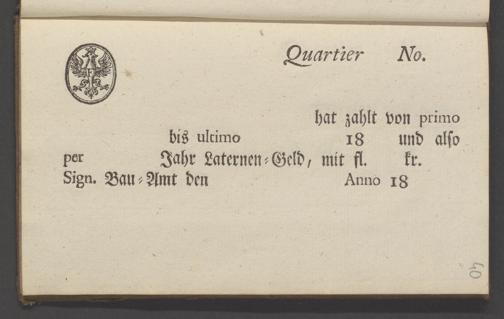 Quartier No.
hat zahlt von primo
bis ultimo 18 und also
per Jahr Laternen-Geld, mit fl. kr.
Sign. Bau-Amt den Anno 18
40